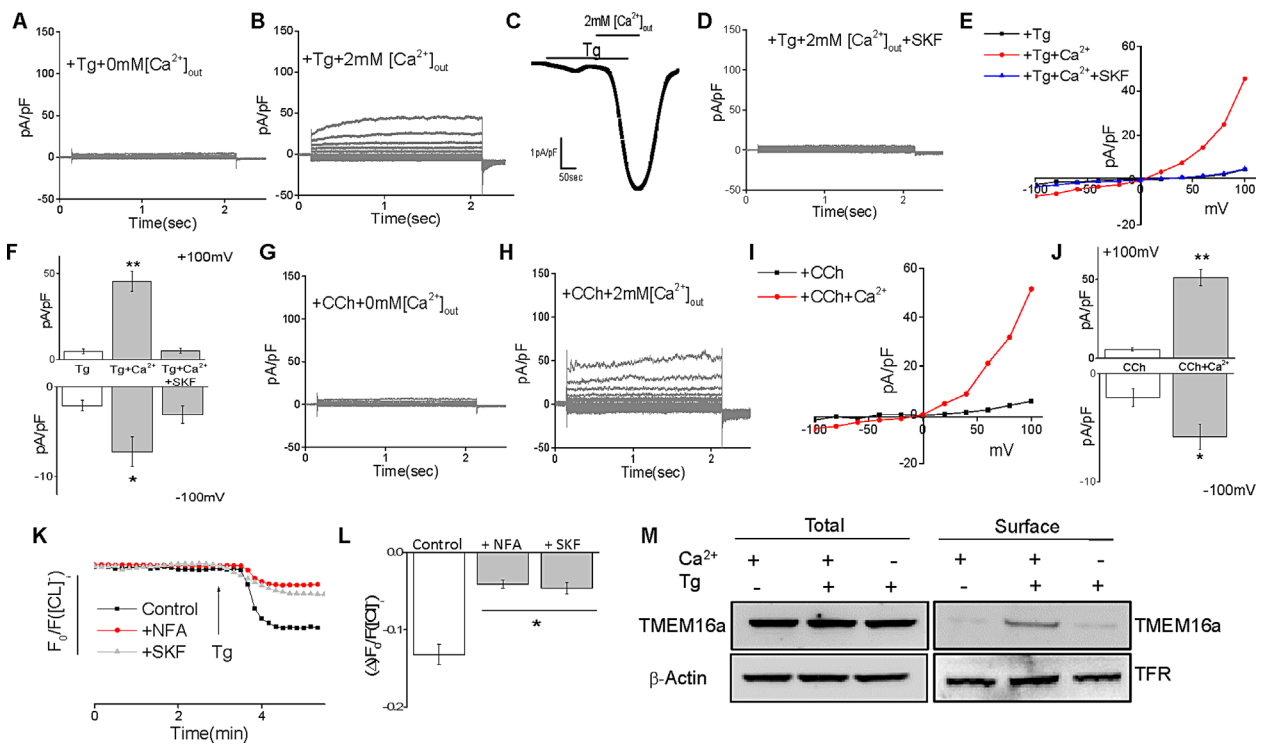 A
150
100
50
0
-50
pA/pF
+Tg+0mM[Ca²⁺]out
0 1 2
Time(sec)
B
150
100
50
0
-50
pA/pF
+Tg+2mM [Ca²⁺]out
0 1 2
Time(sec)
C
2mM[Ca²⁺]out
Tg
1pA/pF
50sec
D
150
100
50
0
-50
pA/pF
+Tg+2mM [Ca²⁺]out+SKF
0 1 2
Time(sec)
E
+Tg
+Tg+Ca²⁺
+Tg+Ca²⁺+SKF
60
40
20
0
-20
pA/pF
-100 -50 0 50 100
mV
F
+100mV
**
50
0
pA/pF
Tg Tg+Ca²⁺ Tg+Ca²⁺
+SKF
0
-10
pA/pF
*
-100mV
G
150
100
50
0
-50
pA/pF
+CCh+0mM[Ca²⁺]out
0 1 2
Time(sec)
H
150
100
50
0
-50
pA/pF
+CCh+2mM[Ca²⁺]out
0 1 2
Time(sec)
I
+CCh
+CCh+Ca²⁺
60
40
20
0
-20
pA/pF
-100 -50 0 50 100
mV
J
+100mV
**
50
0
pA/pF
CCh CCh+Ca²⁺
0
-10
pA/pF
*
-100mV
K
F0/F([CL]-i
Control
+NFA
+SKF
Tg
0 2 4
Time(min)
L
Control + NFA + SKF
0.0
-0.1
-0.2
(Δ)F0/F([Cl]-i
*
M
Total Surface
Ca²⁺ + + - + + -
Tg - + + - + +
TMEM16a TMEM16a
β-Actin TFR